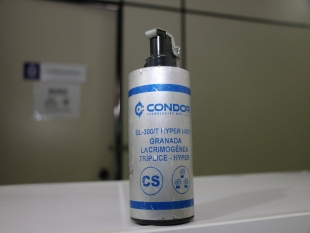 CONDOR
GL-300/T HYPER
GRANADA
LACRIMOGÊNEA
TRÍPLICE - HYPER
CS